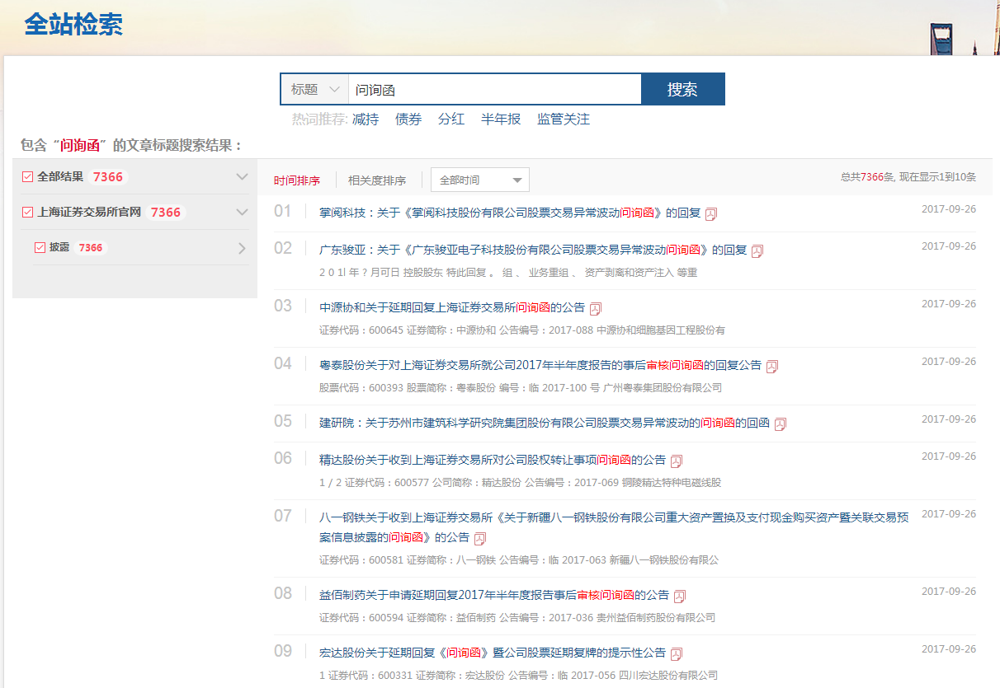 全站检索
标题 问询函 搜索
热词推荐: 减持 债券 分红 半年报 监管关注
包含“问询函”的文章标题搜索结果：
全部结果 7366
上海证券交易所官网 7366
披露 7366
时间排序 相关度排序 全部时间 总共7366条, 现在显示1到10条
01 掌阅科技：关于《掌阅科技股份有限公司股票交易异常波动问询函》的回复 2017-09-26
02 广东骏亚：关于《广东骏亚电子科技股份有限公司股票交易异常波动问询函》的回复 2017-09-26
2 0 1l 年 ? 月可日 控股股东 特此回复 。 组 、 业务重组 、 资产剥离和资产注入 等重
03 中源协和关于延期回复上海证券交易所问询函的公告 2017-09-26
证券代码：600645 证券简称：中源协和 公告编号：2017-088 中源协和细胞基因工程股份有
04 粤泰股份关于对上海证券交易所就公司2017年半年度报告的事后审核问询函的回复公告 2017-09-26
股票代码：600393 股票简称：粤泰股份 编号：临 2017-100 号 广州粤泰集团股份有限公司
05 建研院：关于苏州市建筑科学研究院集团股份有限公司股票交易异常波动的问询函的回函 2017-09-26
06 精达股份关于收到上海证券交易所对公司股权转让事项问询函的公告 2017-09-26
1 / 2 证券代码：600577 公司简称：精达股份 公告编号：2017-069 铜陵精达特种电磁线股
07 八一钢铁关于收到上海证券交易所《关于新疆八一钢铁股份有限公司重大资产置换及支付现金购买资产暨关联交易预 2017-09-26
案信息披露的问询函》的公告
证券代码：600581 证券简称：八一钢铁 公告编号：临 2017-063 新疆八一钢铁股份有限公
08 益佰制药关于申请延期回复2017年半年度报告事后审核问询函的公告 2017-09-26
证券代码：600594 证券简称：益佰制药 公告编号：2017-036 贵州益佰制药股份有限公司
09 宏达股份关于延期回复《问询函》暨公司股票延期复牌的提示性公告 2017-09-26
1 证券代码：600331 证券简称：宏达股份 公告编号：临 2017-056 四川宏达股份有限公司